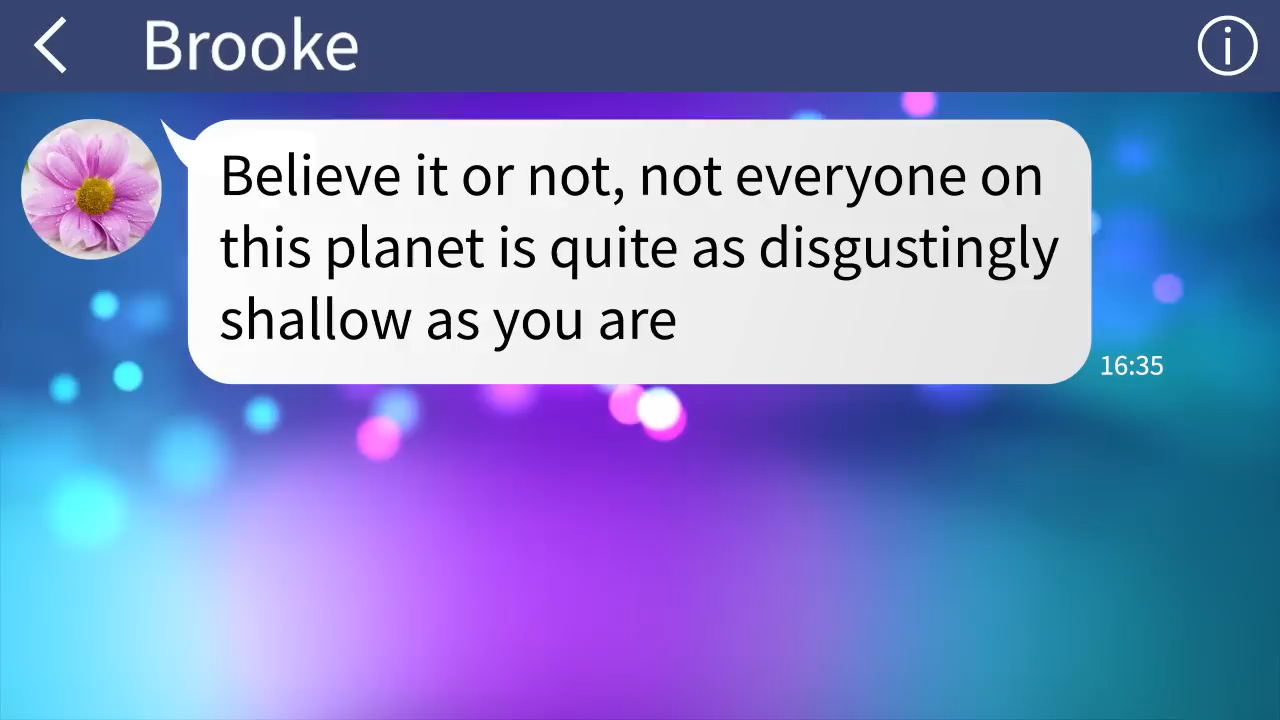 Brooke
Believe it or not, not everyone on
this planet is quite as disgustingly
shallow as you are
16:35